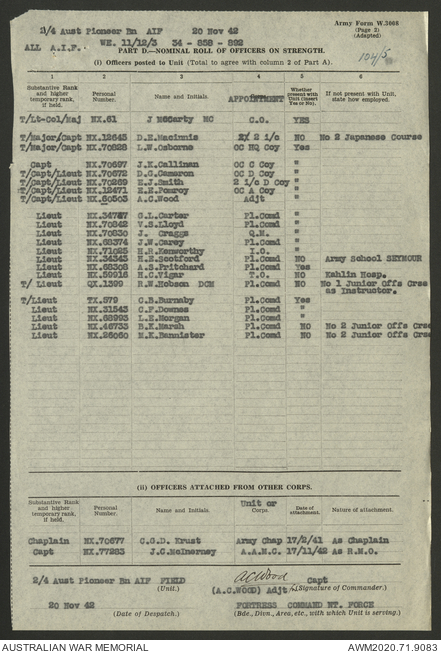 2/4 Aust Pioneer Bn AIF 20 Nov 42
Army Form W.3008
(Page 2)
(Adapted)
ALL A.I.F. WE. 11/12/3 34 - 858 - 892
104/5
PART D.—NOMINAL ROLL OF OFFICERS ON STRENGTH.
(i) Officers posted to Unit (Total to agree with column 2 of Part A).
1 2 3 4 5 6
Substantive Rank and higher temporary rank, if held. Personal Number. Name and Initials. APPOINTMENT Whether present with Unit (Insert Yes or No). If not present with Unit, state how employed.
T/Lt-Col/Maj NX.61 J McCarty MC C.O. YES
T/Major/Capt NX.12645 D.H.Macinnis 2 i/c NO No 2 Japanese Course
T/Major/Capt NX.70828 L.W.Osborne OC HQ Coy Yes
Capt NX.70697 J.K.Callinan OC C Coy "
T/Capt/Lieut NX.70672 D.G.Cameron OC D Coy "
T/Capt/Lieut NX.70269 E.J.Smith 2 i/c D Coy "
T/Capt/Lieut NX.12471 H.E.Pomroy OC A Coy "
T/Capt/Lieut NX.60503 A.C.Wood Adjt "
Lieut NX.34757 G.L.Carter Pl.Comd "
Lieut NX.70842 V.S.Lloyd Pl.Comd "
Lieut NX.70830 J. Craggs Q.M. "
Lieut NX.68374 J.W.Carey Pl.Comd "
Lieut NX.71025 H.R.Kenworthy I.O. "
Lieut NX.34343 H.E.Scotford Pl.Comd NO Army School SEYMOUR
Lieut NX.68308 A.S.Pritchard Pl.Comd Yes
Lieut NX.59916 H.C.Vigar T.O. NO Kahlin Hosp.
T/ Lieut QX.1399 R.W.Hobson DCM Pl.Comd NO No 1 Junior Offs Crse
as Instructor.
T/Lieut TX.879 C.B.Burnaby Pl.Comd Yes
Lieut NX.31543 C.F.Downes Pl.Comd "
Lieut NX.68993 L.E.Morgan Pl.Comd "
Lieut NX.46733 B.K.Marsh Pl.Comd NO No 2 Junior Offs Crse
Lieut NX.26060 M.K.Bannister Pl.Comd NO No 2 Junior Offs Crse
(ii) OFFICERS ATTACHED FROM OTHER CORPS.
Substantive Rank and higher temporary rank, if held. Personal Number. Name and Initials. Unit or Corps. Date of attachment. Nature of attachment.
Chaplain NX.70677 C.G.D. Krust Army Chap 17/2/41 As Chaplain
Capt NX.77283 J.C.McInerney A.A.M.C. 17/11/42 As R.M.O.
2/4 Aust Pioneer Bn AIF FIELD
(Unit.)
ACWood Capt
(A.C.WOOD) Adjt (Signature of Commander.)
20 Nov 42
(Date of Despatch.)
FORTRESS COMMAND NT. FORCE
(Bde., Divn., Area, etc., with which Unit is serving.)
AUSTRALIAN WAR MEMORIAL AWM2020.71.9083